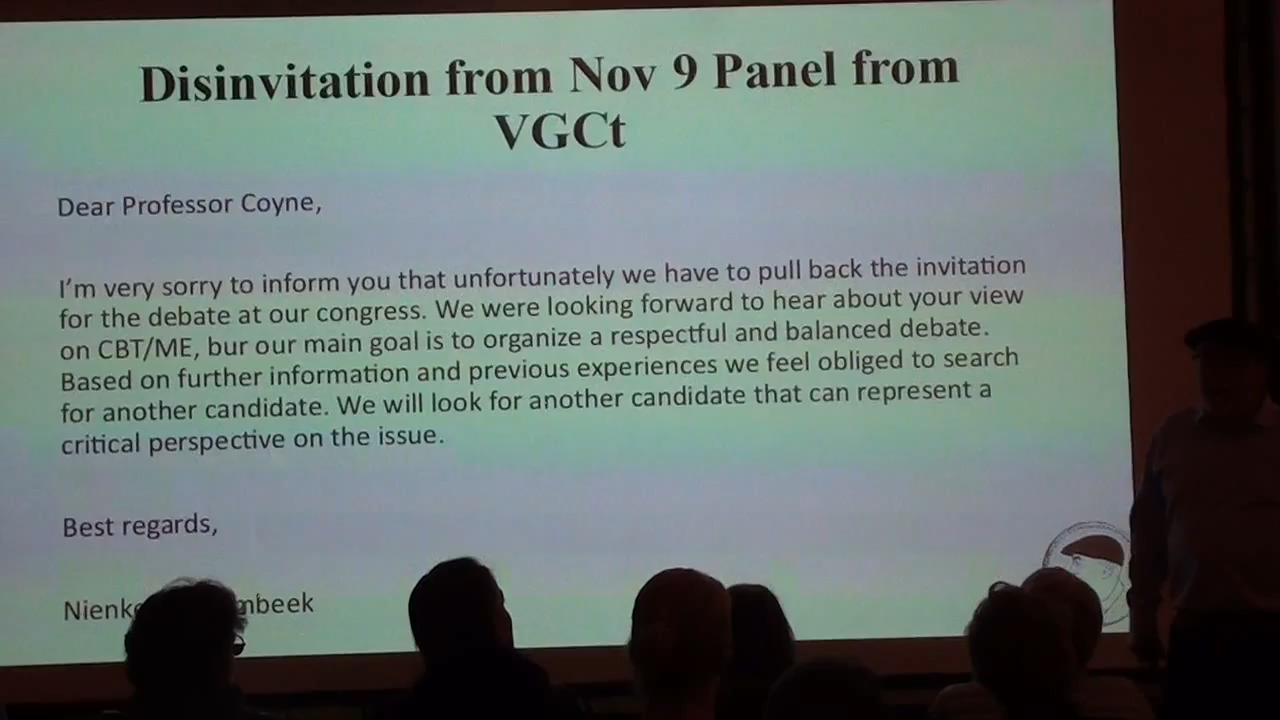 Disinvitation from Nov 9 Panel from
VGCt
Dear Professor Coyne,
I'm very sorry to inform you that unfortunately we have to pull back the invitation
for the debate at our congress. We were looking forward to hear about your view
on CBT/ME, bur our main goal is to organize a respectful and balanced debate.
Based on further information and previous experiences we feel obliged to search
for another candidate. We will look for another candidate that can represent a
critical perspective on the issue.
Best regards,